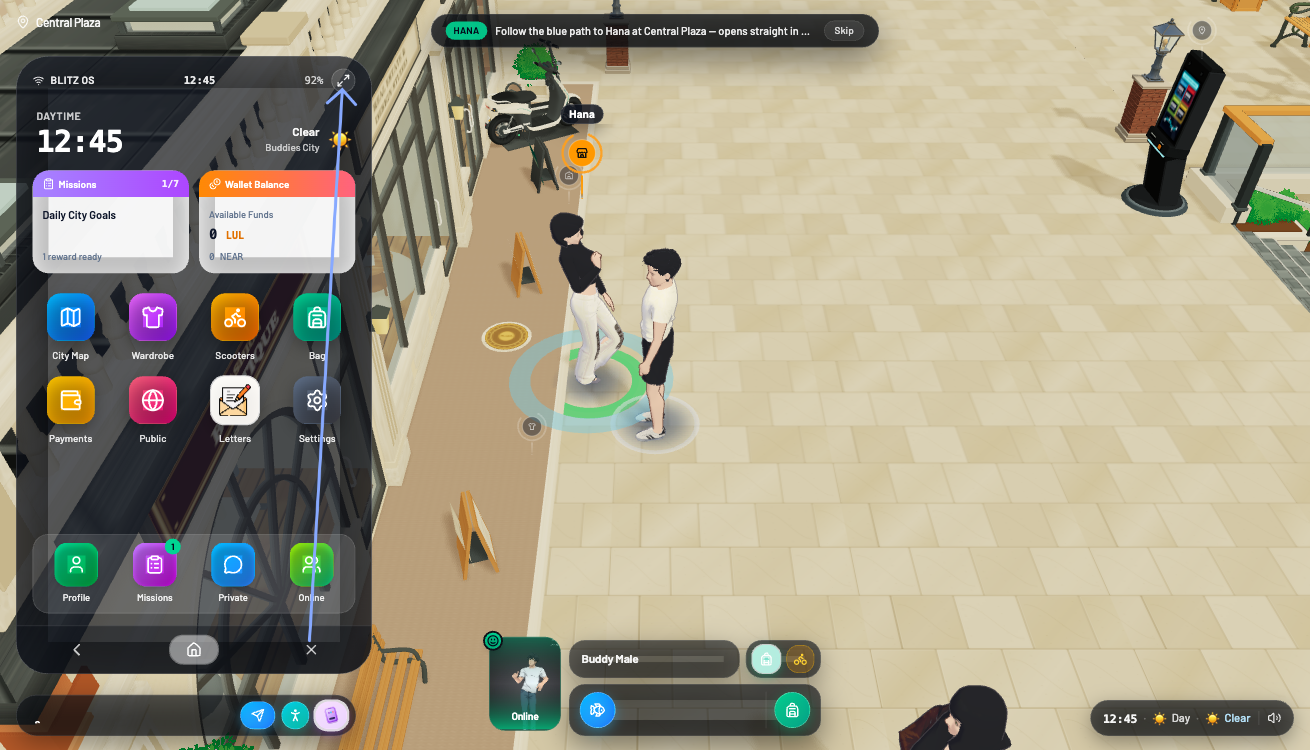 Central Plaza
HANA
Follow the blue path to Hana at Central Plaza — opens straight in ...
Skip
BLITZ OS
12:45
92%
DAYTIME
12:45
Clear
Buddies City
Missions
1/7
Daily City Goals
1 reward ready
Wallet Balance
Available Funds
0 LUL
0 NEAR
City Map
Wardrobe
Scooters
Bag
Payments
Public
Letters
Settings
1
Profile
Missions
Private
Online
Hana
Online
Buddy Male
12:45 · Day · Clear